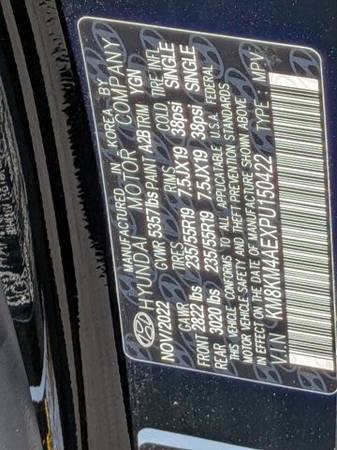 MANUFACTURED IN KOREA BY
HYUNDAI MOTOR COMPANY
NOV/2022 GVWR 5357 lbs PAINT A2B TRIM YGN
GAWR TIRES RIMS COLD TIRE INFL
FRONT 2822 lbs 235/55R19 7.5JX19 38psi SINGLE
REAR 3020 lbs 235/55R19 7.5JX19 38psi SINGLE
THIS VEHICLE CONFORMS TO ALL APPLICABLE U.S.A. FEDERAL
MOTOR VEHICLE SAFETY AND THEFT PREVENTION STANDARDS
IN EFFECT ON THE DATE OF MANUFACTURE SHOWN ABOVE
V.I.N : KM8KM4AEXPU150422 TYPE : MPV